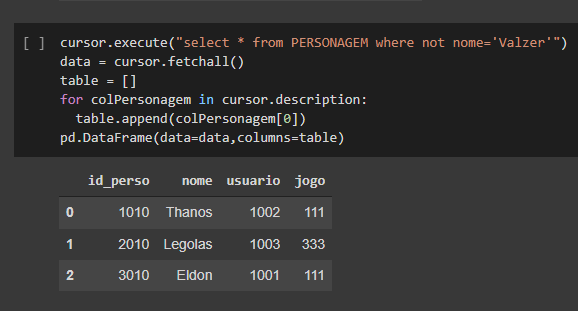 [ ] cursor.execute("select * from PERSONAGEM where not nome='Valzer'")
data = cursor.fetchall()
table = []
for colPersonagem in cursor.description:
  table.append(colPersonagem[0])
pd.DataFrame(data=data,columns=table)
id_perso nome usuario jogo
0 1010 Thanos 1002 111
1 2010 Legolas 1003 333
2 3010 Eldon 1001 111